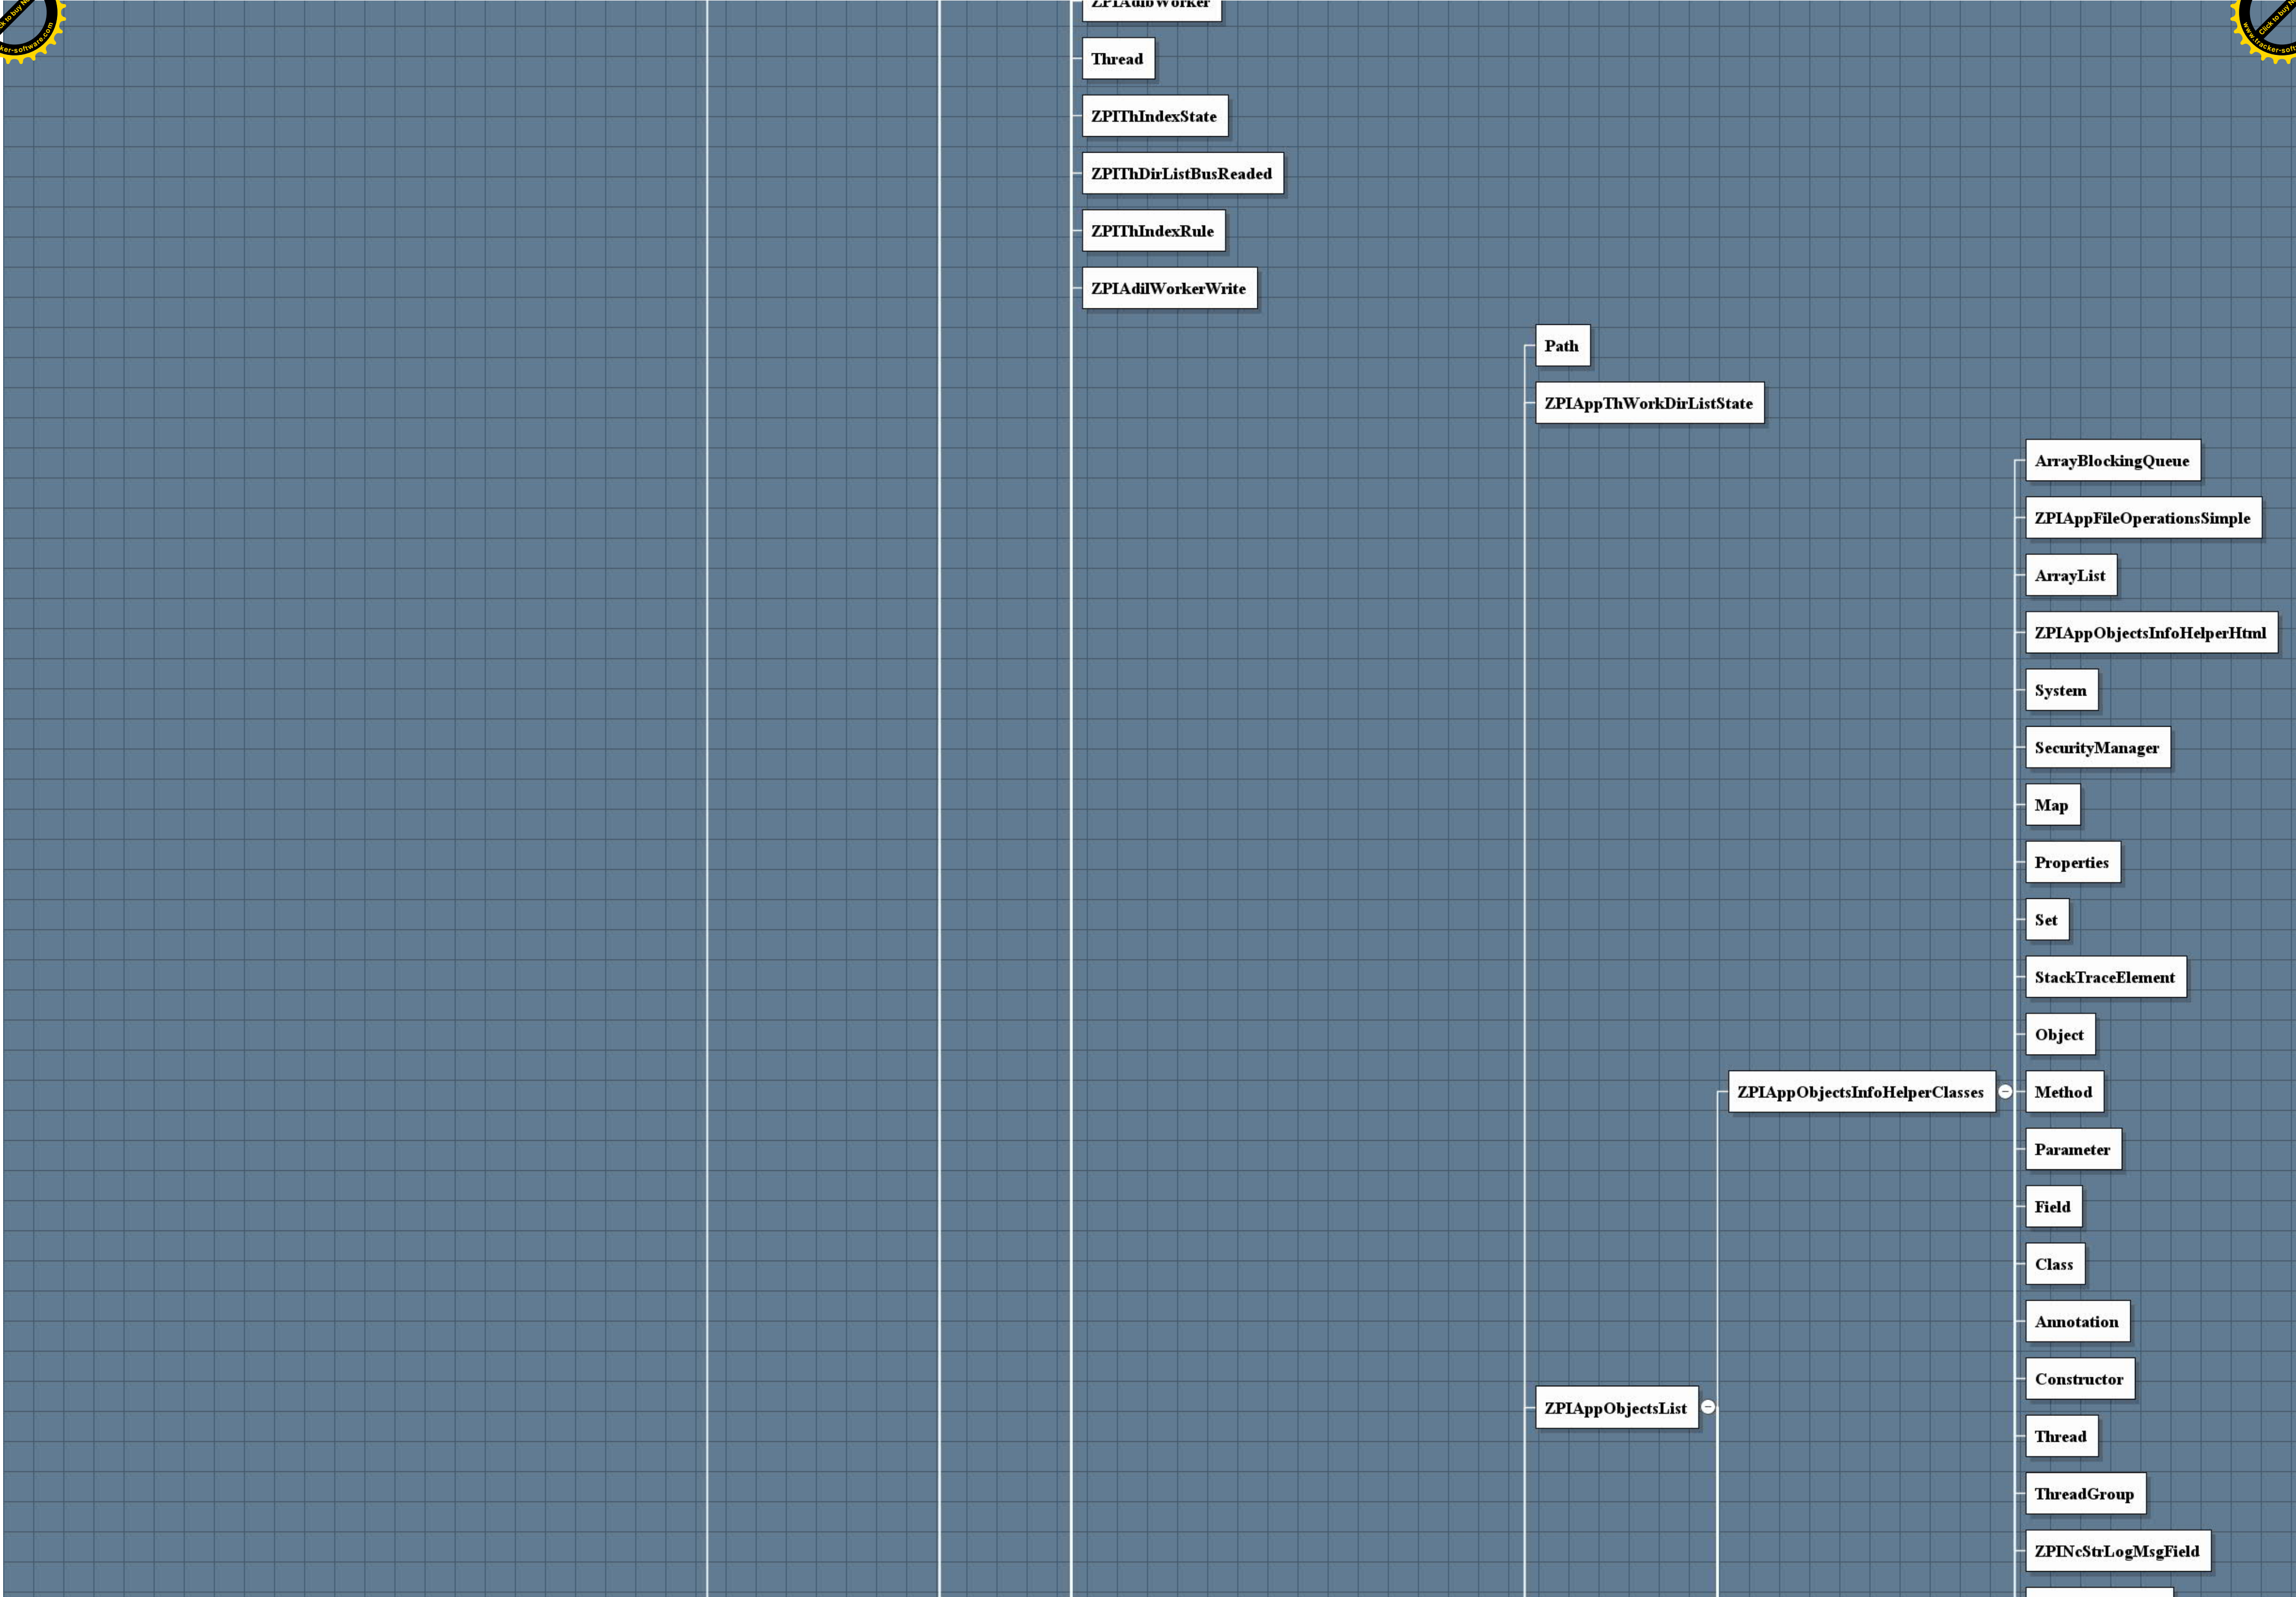 ZPIAdibWorker
Thread
ZPIThIndexState
ZPIThDirListBusReaded
ZPIThIndexRule
ZPIAdilWorkerWrite
Path
ZPIAppThWorkDirListState
ArrayBlockingQueue
ZPIAppFileOperationsSimple
ArrayList
ZPIAppObjectsInfoHelperHtml
System
SecurityManager
Map
Properties
Set
StackTraceElement
Object
ZPIAppObjectsInfoHelperClasses
Method
Parameter
Field
Class
Annotation
Constructor
ZPIAppObjectsList
Thread
ThreadGroup
ZPINcStrLogMsgField